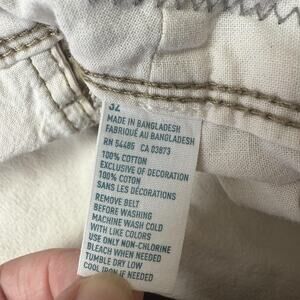 32
MADE IN BANGLADESH
FABRIQUÉ AU BANGLADESH
RN 54485 CA 03873
100% COTTON
EXCLUSIVE OF DECORATION
100% COTON
SANS LES DÉCORATIONS
REMOVE BELT
BEFORE WASHING
MACHINE WASH COLD
WITH LIKE COLORS
USE ONLY NON-CHLORINE
BLEACH WHEN NEEDED
TUMBLE DRY LOW
COOL IRON IF NEEDED